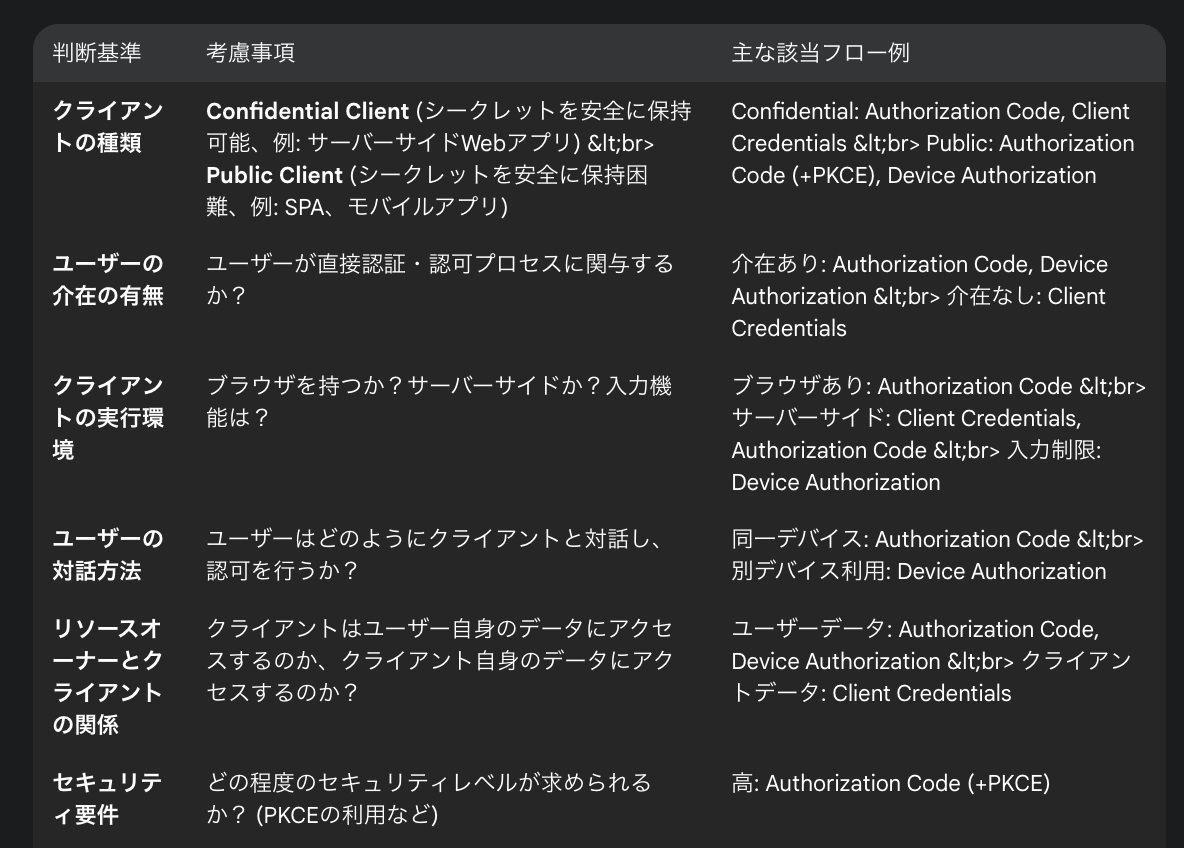 判断基準
考慮事項
主な該当フロー例
クライアン
トの種類
Confidential Client (シークレットを安全に保持
可能、例: サーバーサイドWebアプリ) &lt;br>
Public Client (シークレットを安全に保持困
難、例: SPA、モバイルアプリ)
Confidential: Authorization Code, Client
Credentials &lt;br> Public: Authorization
Code (+PKCE), Device Authorization
ユーザーの
介在の有無
ユーザーが直接認証・認可プロセスに関与する
か？
介在あり: Authorization Code, Device
Authorization &lt;br> 介在なし: Client
Credentials
クライアン
トの実行環
境
ブラウザを持つか？サーバーサイドか？入力機
能は？
ブラウザあり: Authorization Code &lt;br>
サーバーサイド: Client Credentials,
Authorization Code &lt;br> 入力制限:
Device Authorization
ユーザーの
対話方法
ユーザーはどのようにクライアントと対話し、
認可を行うか？
同一デバイス: Authorization Code &lt;br>
別デバイス利用: Device Authorization
リソースオ
ーナーとク
ライアント
の関係
クライアントはユーザー自身のデータにアクセ
スするのか、クライアント自身のデータにアク
セスするのか？
ユーザーデータ: Authorization Code,
Device Authorization &lt;br> クライアン
トデータ: Client Credentials
セキュリテ
ィ要件
どの程度のセキュリティレベルが求められる
か？ (PKCEの利用など)
高: Authorization Code (+PKCE)